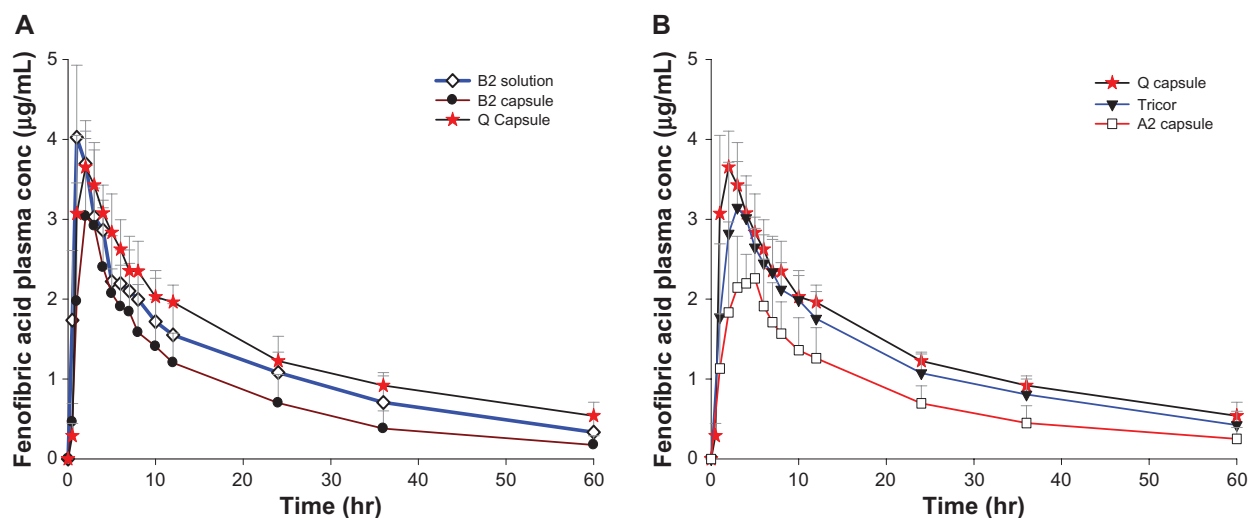 A
Fenofibric acid plasma conc (μg/mL)
5
4
3
2
1
0
0
10
20
30
40
50
60
Time (hr)
B2 solution
B2 capsule
Q Capsule
B
Fenofibric acid plasma conc (μg/mL)
5
4
3
2
1
0
0
10
20
30
40
50
60
Time (hr)
Q capsule
Tricor
A2 capsule